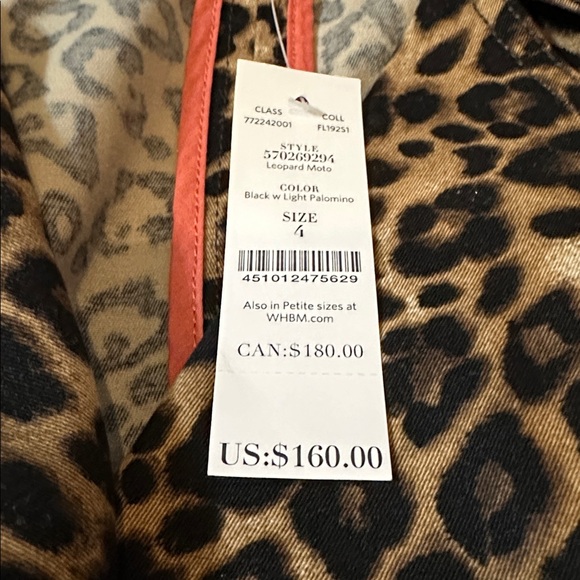 CLASS COLL
772242001 FL19251
STYLE
570269294
Leopard Moto
COLOR
Black w Light Palomino
SIZE
4
451012475629
Also in Petite sizes at
WHBM.com
CAN:$180.00
US:$160.00